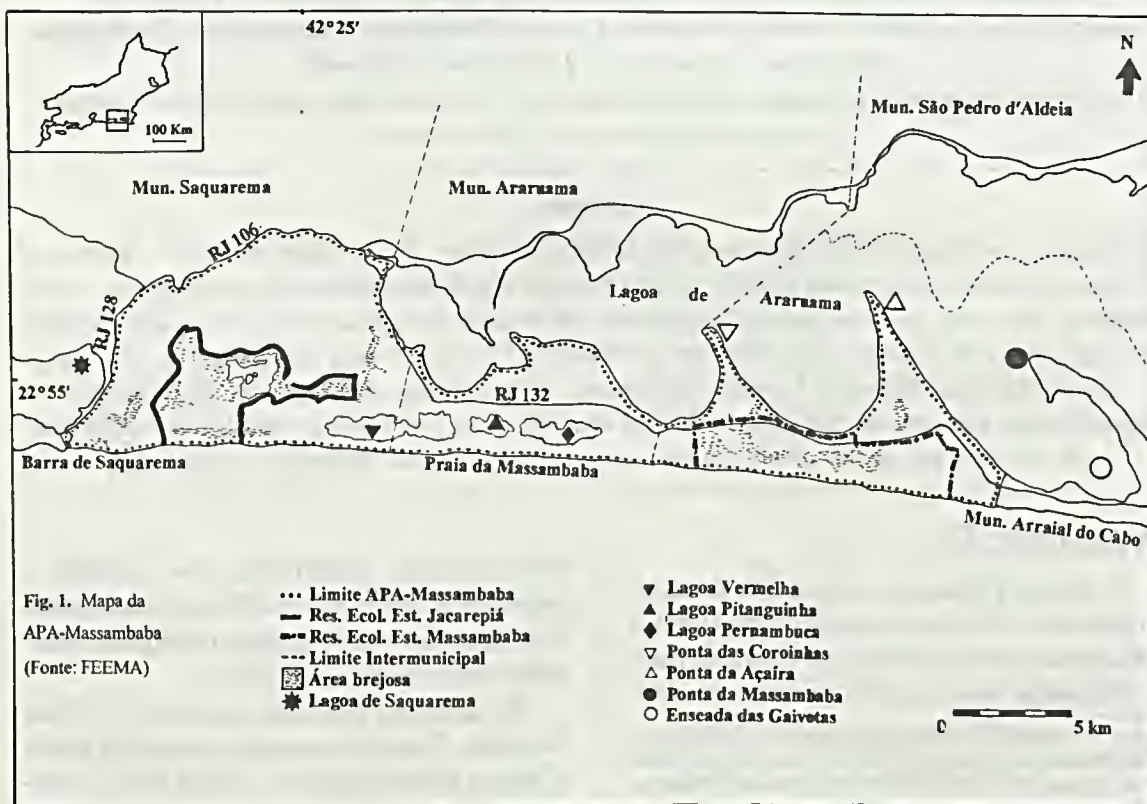 42°25'
N
100 Km
Mun. São Pedro d'Aldeia
Mun. Saquarema
Mun. Araruama
RJ 106
RJ 128
Lagoa de Araruama
22°55'
RJ 132
Barra de Saquarema
Praia da Massambaba
Mun. Arraial do Cabo
Fig. 1. Mapa da
APA-Massambaba
(Fonte: FEEMA)
Limite APA-Massambaba
Res. Ecol. Est. Jacarepiá
Res. Ecol. Est. Massambaba
Limite Intermunicipal
Área brejosa
Lagoa de Saquarema
Lagoa Vermelha
Lagoa Pitanguinha
Lagoa Pernambuca
Ponta das Coroinhas
Ponta da Açaíra
Ponta da Massambaba
Enseada das Gaivotas
0 5 km